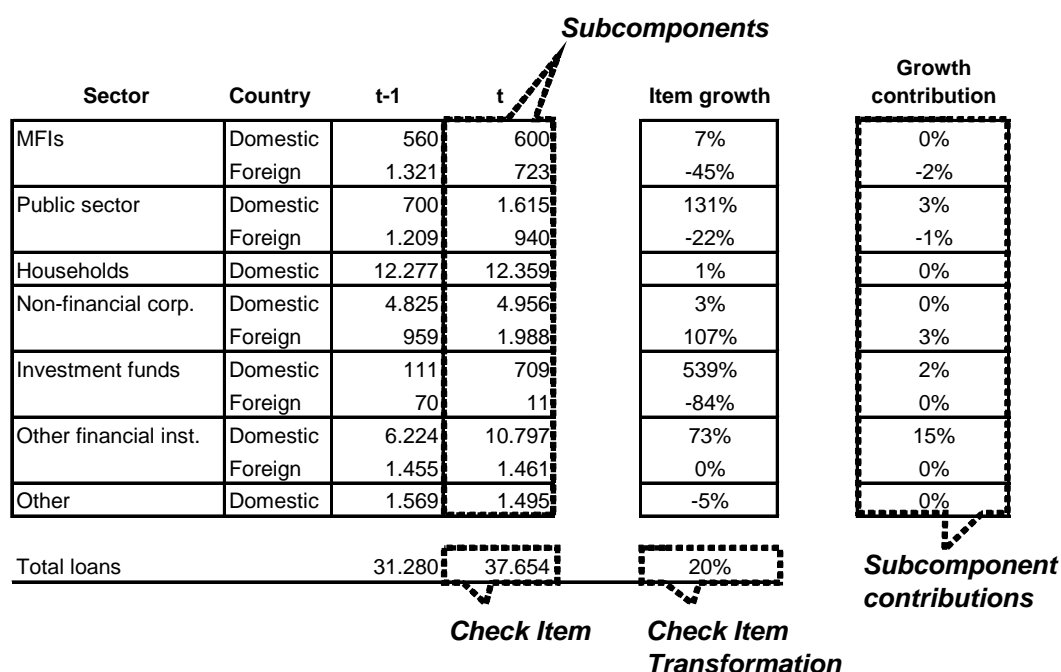 Subcomponents
Growth
Sector Country t-1 t Item growth contribution
MFIs Domestic 560 600 7% 0%
Foreign 1.321 723 -45% -2%
Public sector Domestic 700 1.615 131% 3%
Foreign 1.209 940 -22% -1%
Households Domestic 12.277 12.359 1% 0%
Non-financial corp. Domestic 4.825 4.956 3% 0%
Foreign 959 1.988 107% 3%
Investment funds Domestic 111 709 539% 2%
Foreign 70 11 -84% 0%
Other financial inst. Domestic 6.224 10.797 73% 15%
Foreign 1.455 1.461 0% 0%
Other Domestic 1.569 1.495 -5% 0%
Total loans 31.280 37.654 20%
Subcomponent
contributions
Check Item
Check Item
Transformation